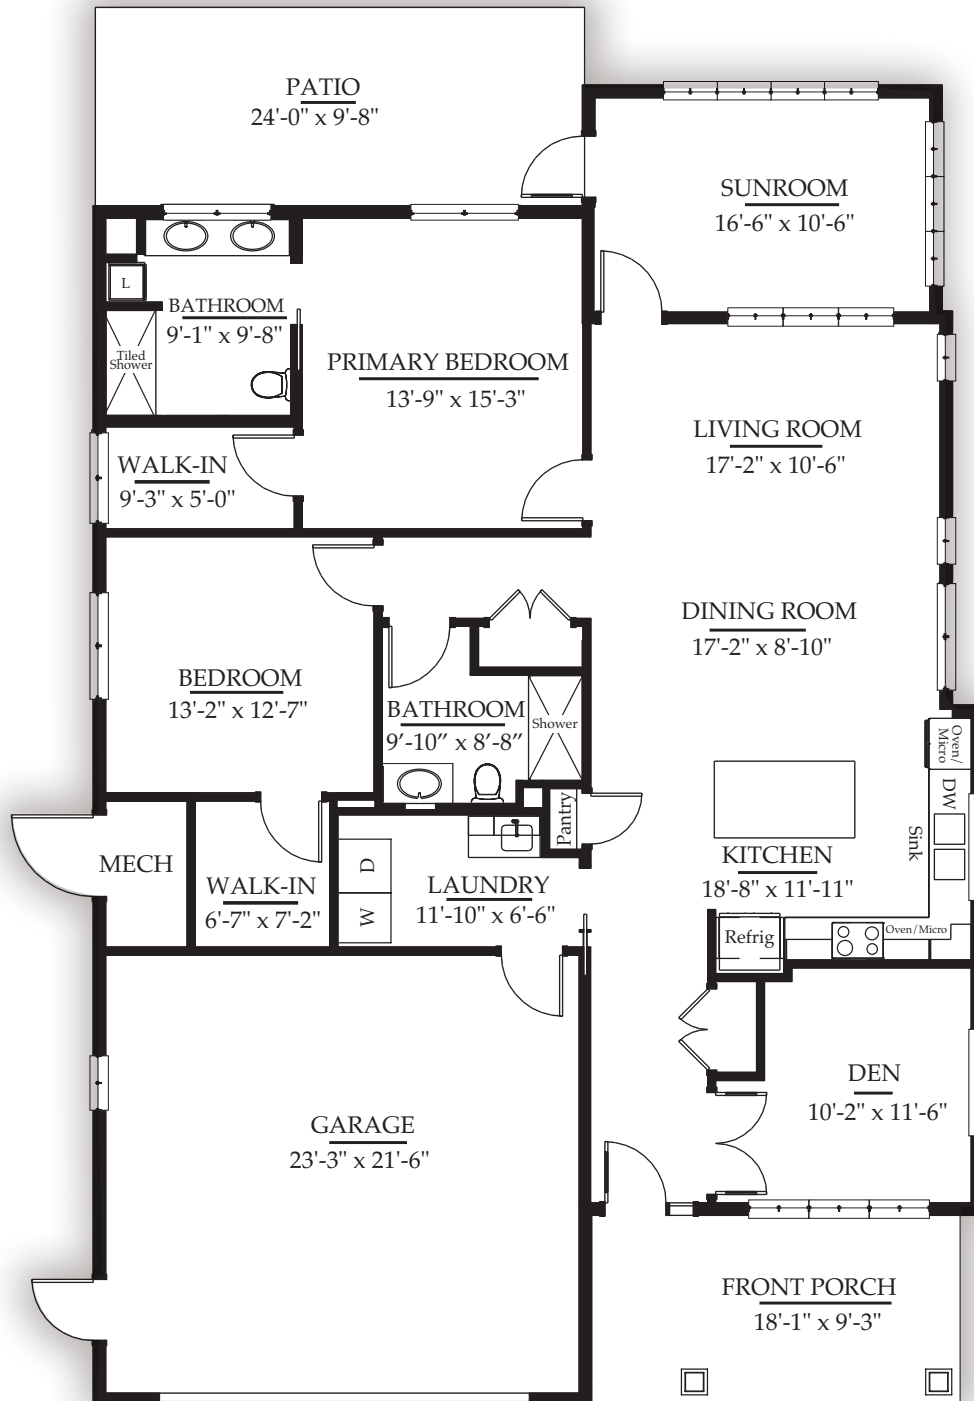 PATIO
24'-0" x 9'-8"
SUNROOM
16'-6" x 10'-6"
L
BATHROOM
9'-1" x 9'-8"
Tiled
Shower
PRIMARY BEDROOM
13'-9" x 15'-3"
LIVING ROOM
17'-2" x 10'-6"
WALK-IN
9'-3" x 5'-0"
DINING ROOM
17'-2" x 8'-10"
BEDROOM
13'-2" x 12'-7"
BATHROOM
9'-10" x 8'-8"
Shower
Oven/
Micro
DW
Sink
Pantry
KITCHEN
18'-8" x 11'-11"
MECH
WALK-IN
6'-7" x 7'-2"
D
W
LAUNDRY
11'-10" x 6'-6"
Refrig
Oven/Micro
DEN
10'-2" x 11'-6"
GARAGE
23'-3" x 21'-6"
FRONT PORCH
18'-1" x 9'-3"